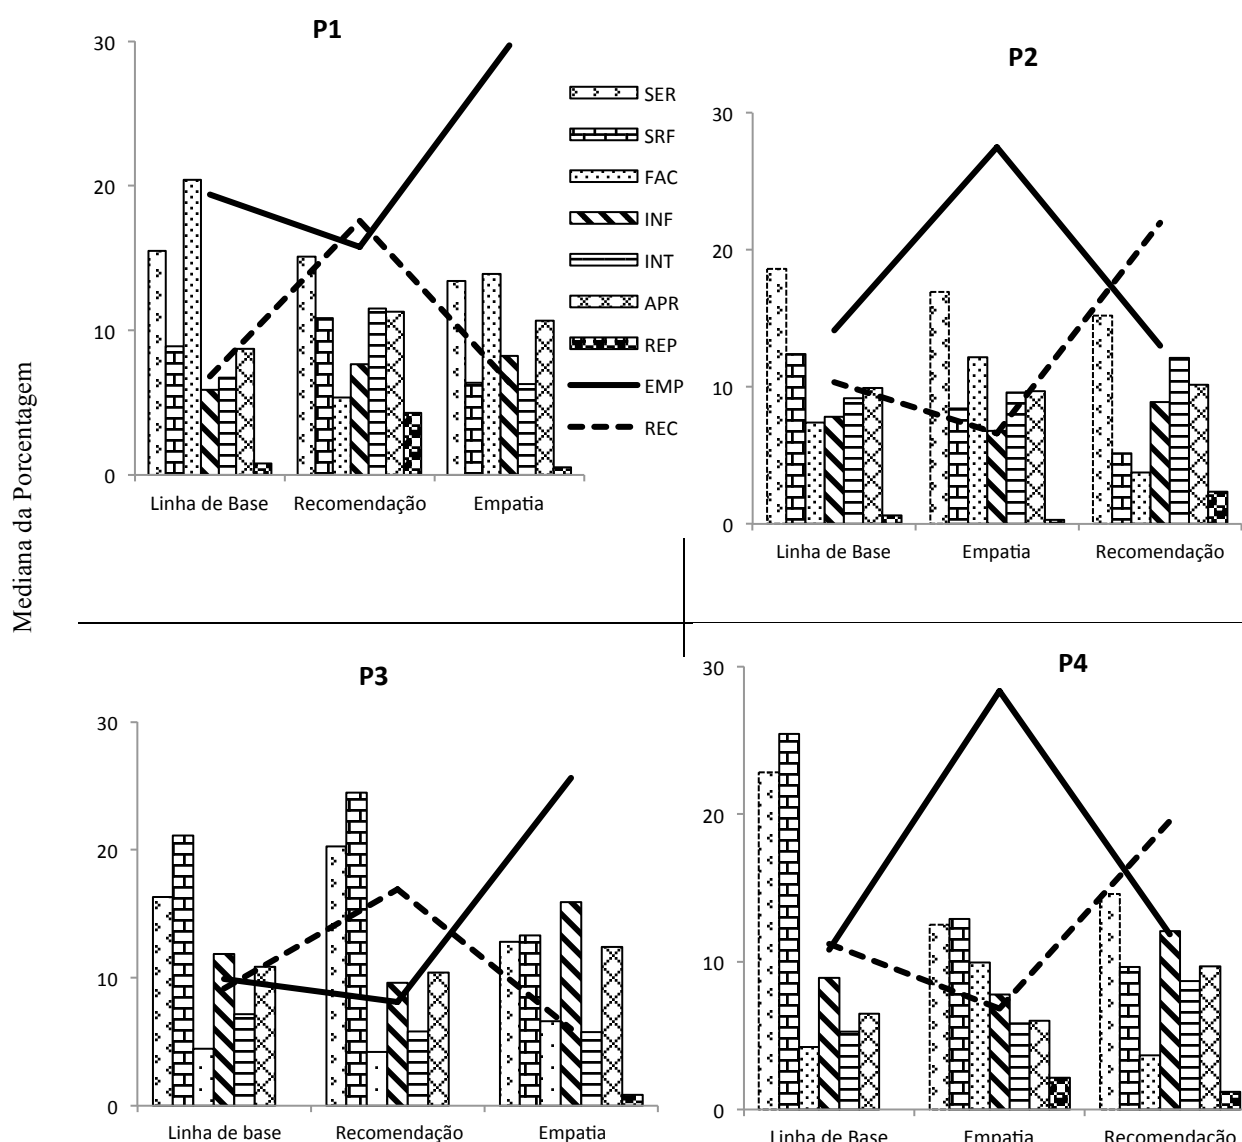 Mediana da Porcentagem
P1
30
20
10
0
Linha de Base Recomendação Empatia
SER
SRF
FAC
INF
INT
APR
REP
EMP
REC
P2
30
20
10
0
Linha de Base Empatia Recomendação
P3
30
20
10
0
Linha de base Recomendação Empatia
P4
30
20
10
0
Linha de Base Empatia Recomendação